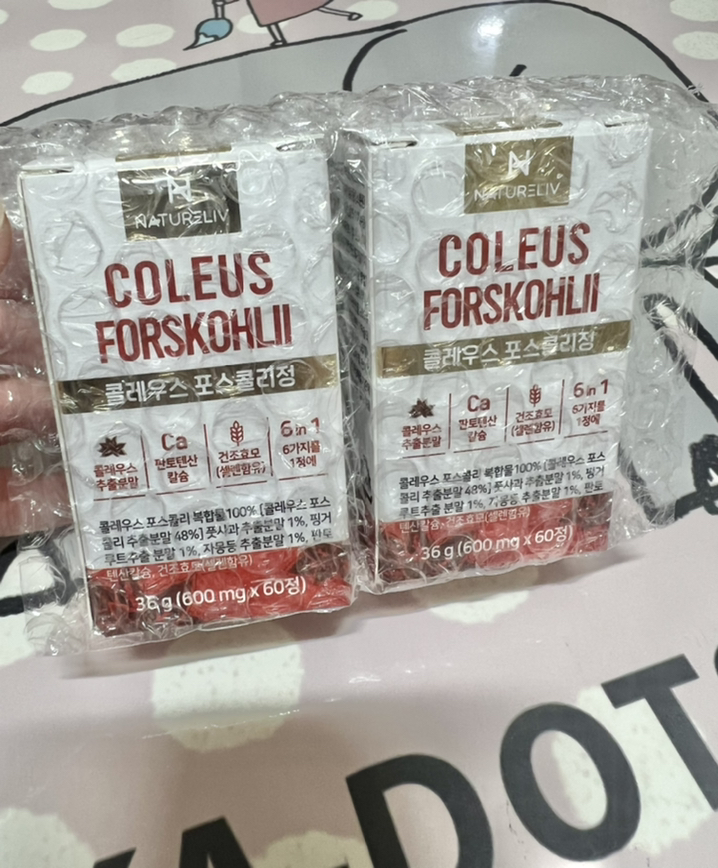 NATURELIV
COLEUS
FORSKOHLII
콜레우스 포스콜리정
콜레우스
추출분말
Ca
판토텐산
칼슘
건조효모
(셀렌함유)
6 in 1
6가지를
1정에
콜레우스 포스콜리 복합물100% [콜레우스 포스
콜리 추출분말 48%] 풋사과 추출분말 1%, 핑거
루트추출 분말 1%, 자몽등 추출분말 1%, 판토
텐산칼슘, 건조효모(셀렌함유)
36 g (600 mg x 60정)
NATURELIV
COLEUS
FORSKOHLII
콜레우스 포스콜리정
콜레우스
추출분말
Ca
판토텐산
칼슘
건조효모
(셀렌함유)
6 in 1
6가지를
1정에
콜레우스 포스콜리 복합물100% [콜레우스 포스
콜리 추출분말 48%] 풋사과 추출분말 1%, 핑거
루트추출 분말 1%, 자몽등 추출분말 1%, 판토
텐산칼슘, 건조효모(셀렌함유)
36 g (600 mg x 60정)
KA-DOTS